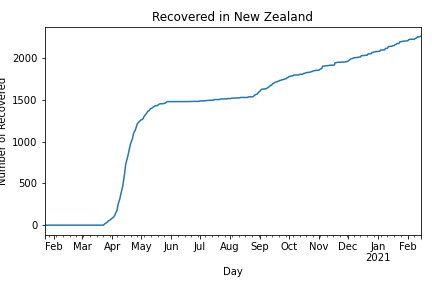 Recovered in New Zealand
Number of Recovered
2000
1500
1000
500
0
Feb Mar Apr May Jun Jul Aug Sep Oct Nov Dec Jan Feb
2021
Day